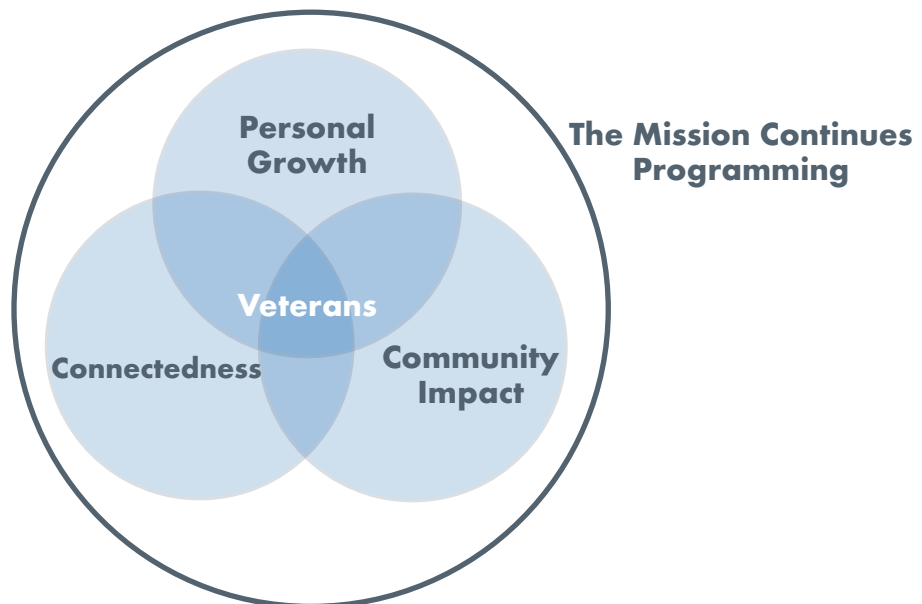 Personal
Growth
The Mission Continues
Programming
Veterans
Connectedness
Community
Impact